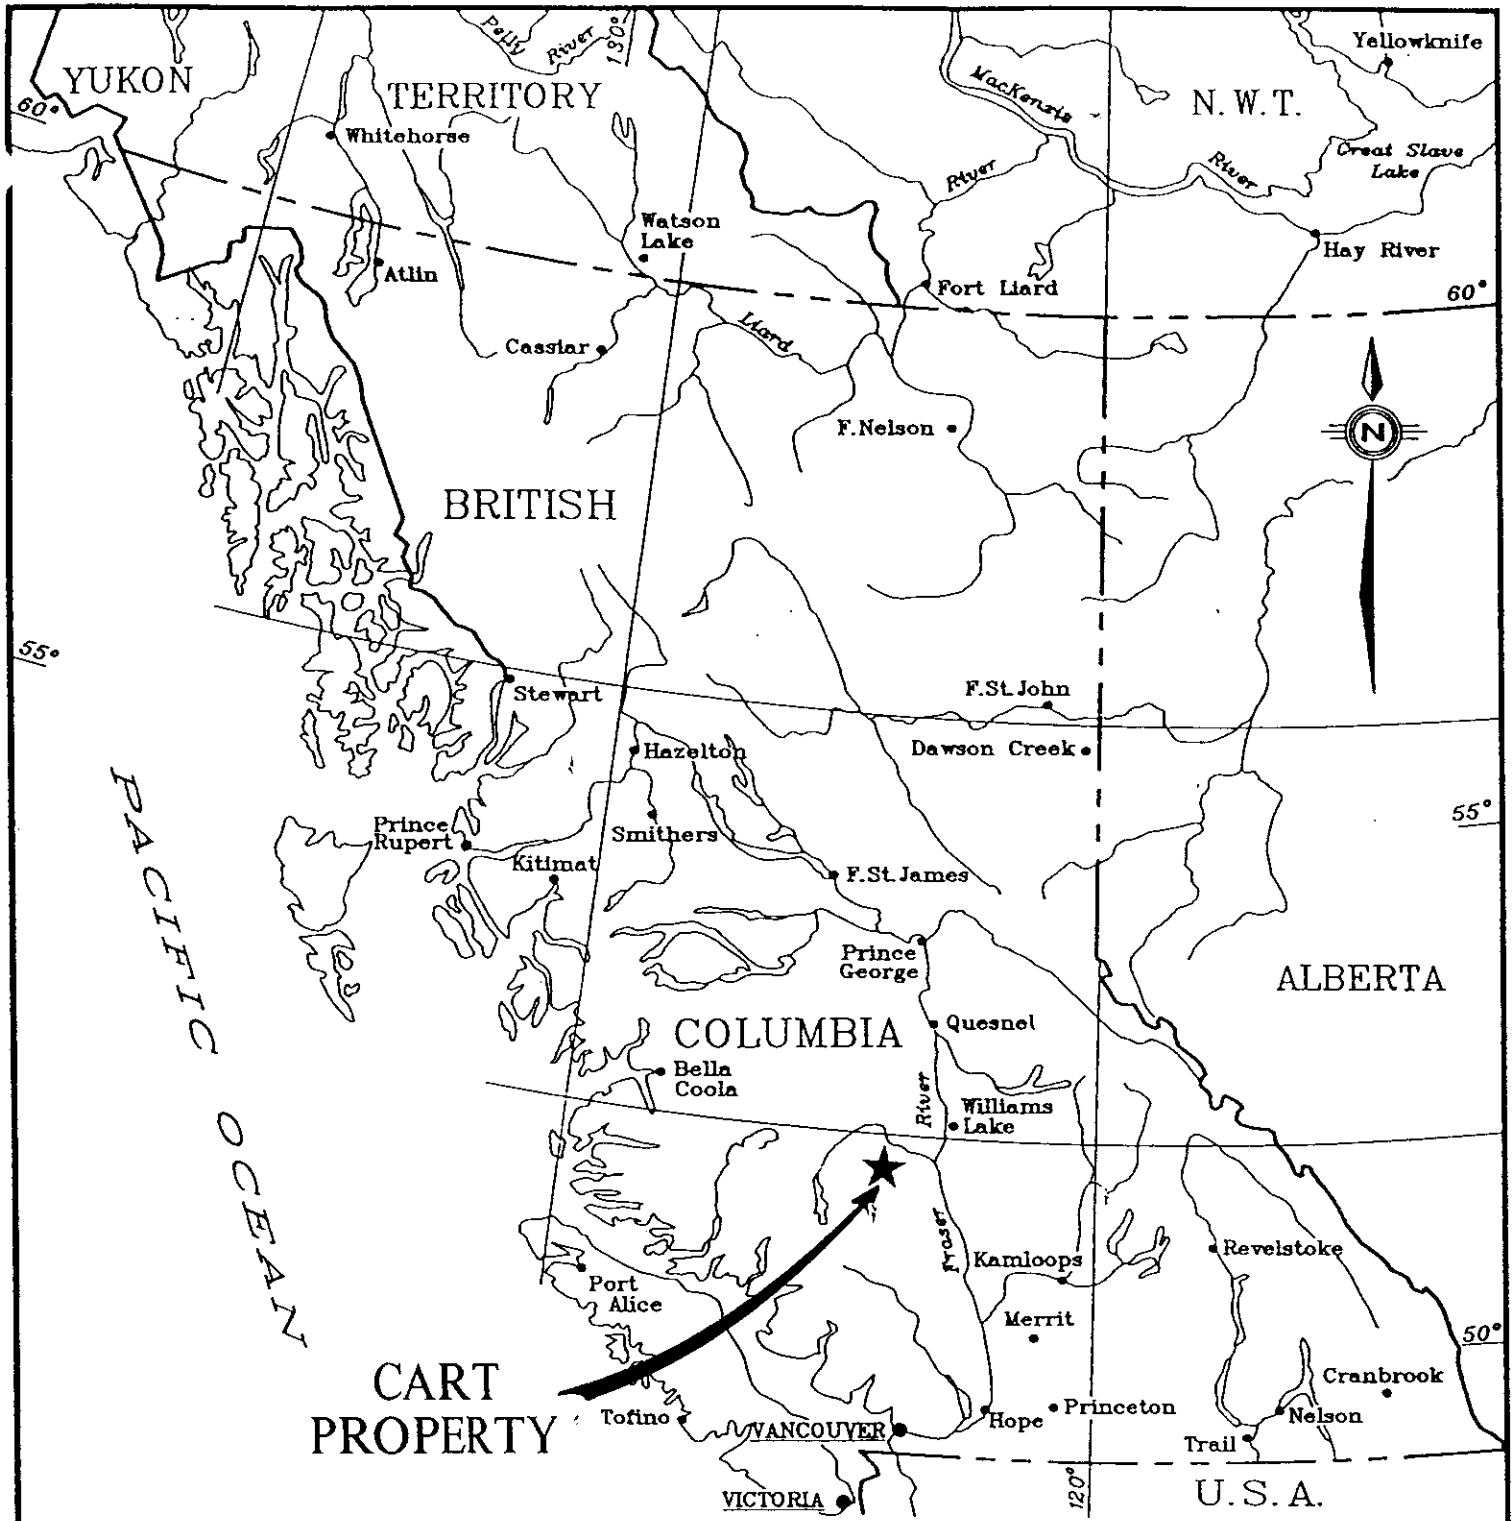 Pelly
River
130°
Yellowknife
YUKON
TERRITORY
MacKenzie
N.W.T.
60°
Whitehorse
River
River
Great Slave
Lake
Watson
Lake
Hay River
Atlin
Fort Liard
60°
Liard
Cassiar
F.Nelson
N
BRITISH
55°
Stewart
F.St.John
Hazelton
Dawson Creek
PACIFIC OCEAN
Prince
Rupert
Smithers
55°
Kitimat
F.St.James
Prince
George
ALBERTA
COLUMBIA
Quesnel
Bella
Coola
River
Williams
Lake
Fraser
Kamloops
Revelstoke
Port
Alice
Merrit
50°
CART
PROPERTY
Cranbrook
Tofino
VANCOUVER
Hope
Princeton
Nelson
Trail
120°
VICTORIA
U.S.A.